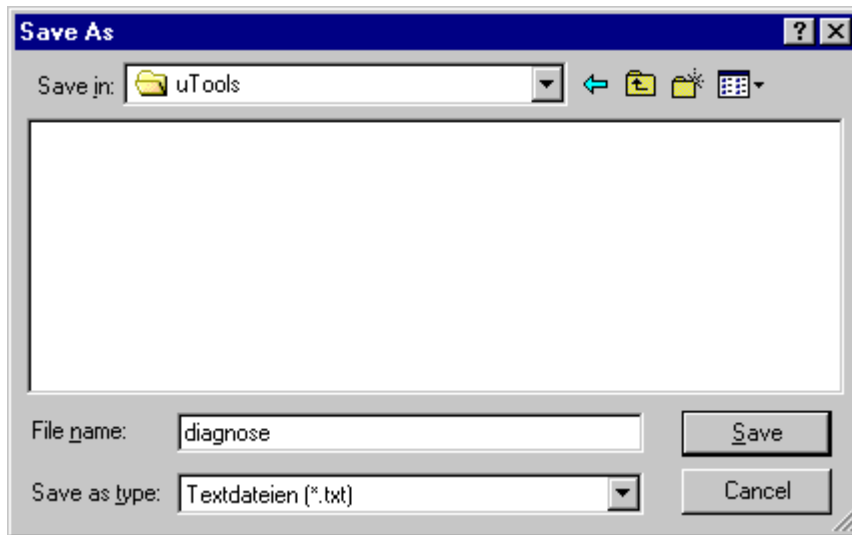 Save As
Save in: uTools
File name: diagnose Save
Save as type: Textdateien (*.txt) Cancel